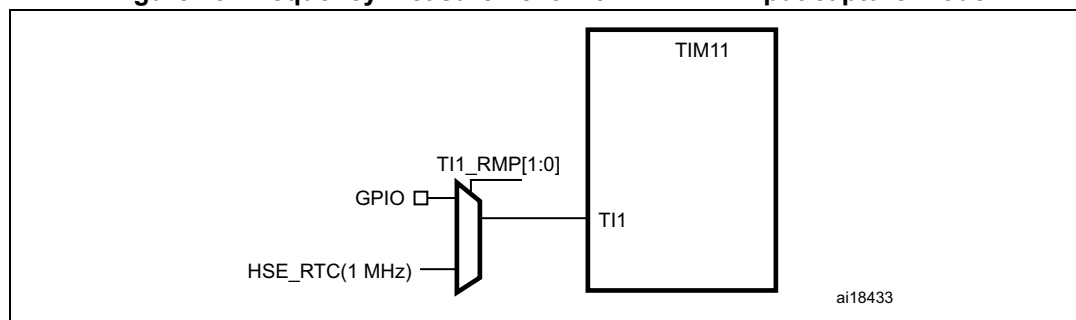 TIM11
TI1_RMP[1:0]
GPIO
TI1
HSE_RTC(1 MHz)
ai18433